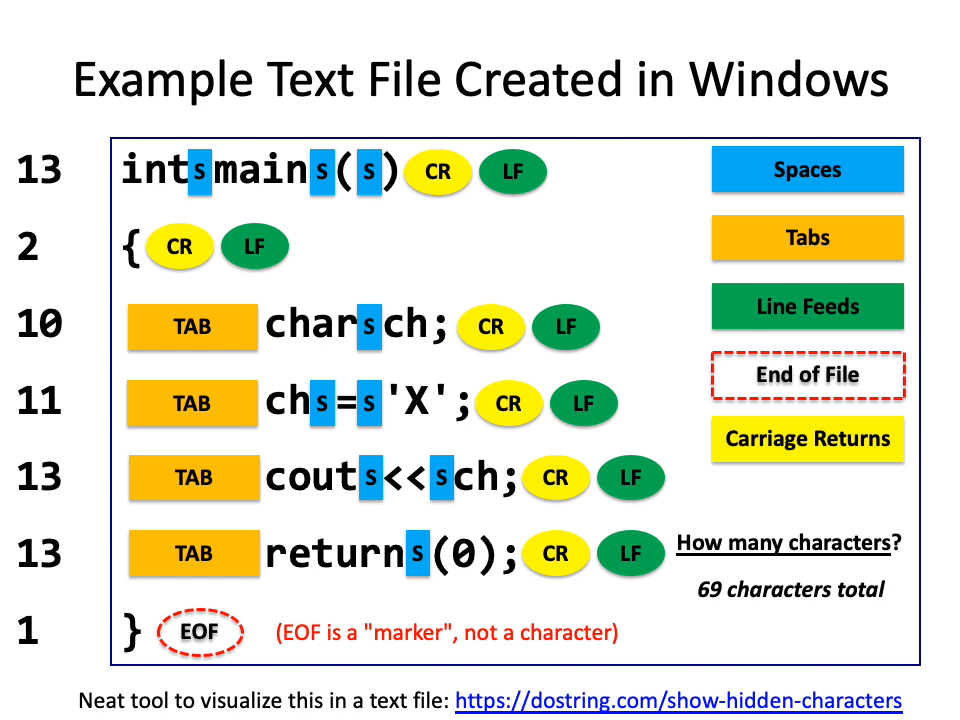 Example Text File Created in Windows
13 int S main S ( S ) CR LF Spaces
2 { CR LF Tabs
10 TAB char S ch; CR LF Line Feeds
End of File
11 TAB ch S = S 'X'; CR LF
Carriage Returns
13 TAB cout S << S ch; CR LF
13 TAB return S (0); CR LF How many characters?
69 characters total
1 } EOF (EOF is a "marker", not a character)
Neat tool to visualize this in a text file: https://dostring.com/show-hidden-characters